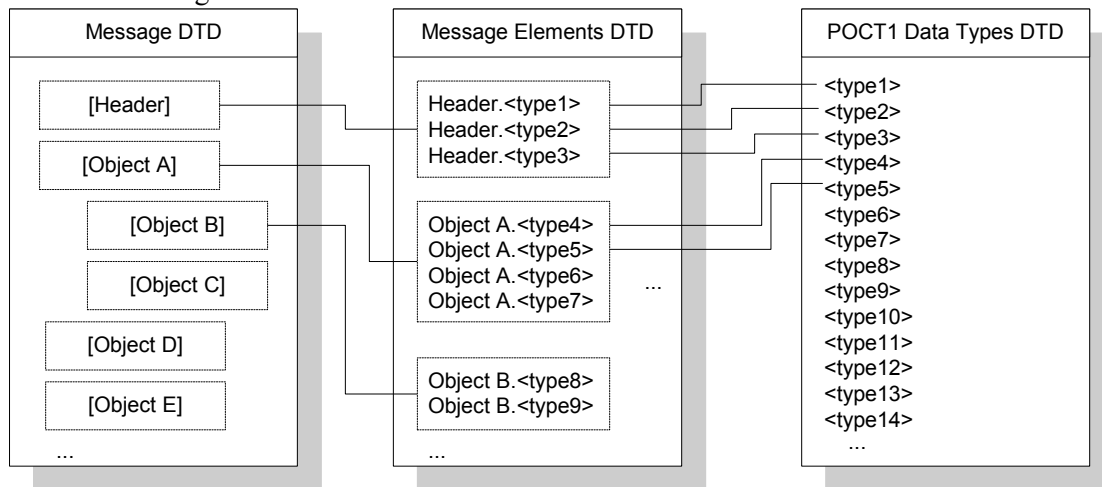 Message DTD
[Header]
[Object A]
[Object B]
[Object C]
[Object D]
[Object E]
...
Message Elements DTD
Header.<type1>
Header.<type2>
Header.<type3>
Object A.<type4>
Object A.<type5>
Object A.<type6>
Object A.<type7>
...
Object B.<type8>
Object B.<type9>
...
POCT1 Data Types DTD
<type1>
<type2>
<type3>
<type4>
<type5>
<type6>
<type7>
<type8>
<type9>
<type10>
<type11>
<type12>
<type13>
<type14>
...